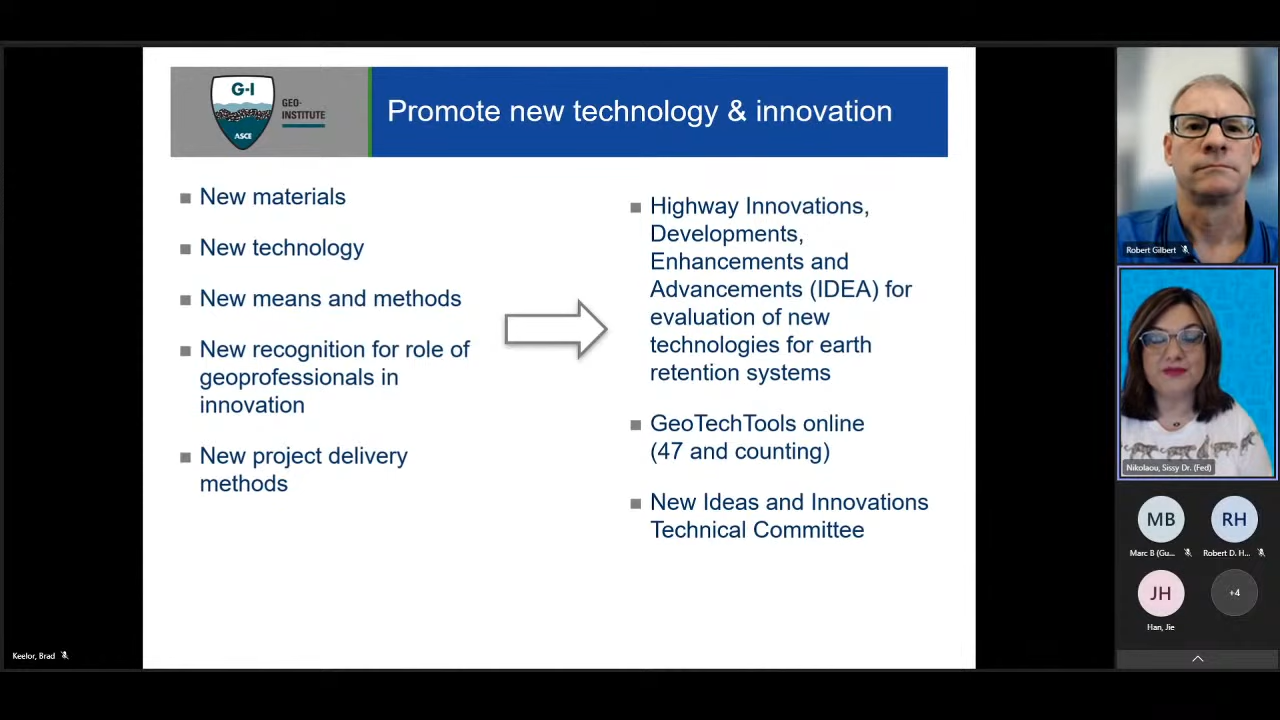 G-I
GEO-
INSTITUTE
ASCE
Promote new technology & innovation
New materials
New technology
New means and methods
New recognition for role of
geoprofessionals in
innovation
New project delivery
methods
Highway Innovations,
Developments,
Enhancements and
Advancements (IDEA) for
evaluation of new
technologies for earth
retention systems
GeoTechTools online
(47 and counting)
New Ideas and Innovations
Technical Committee
Robert Gilbert
Nikolaou, Sissy Dr. (Fed)
MB
RH
Marc B (Gu...
Robert D. H...
JH
+4
Han, Jie
Keelor, Brad